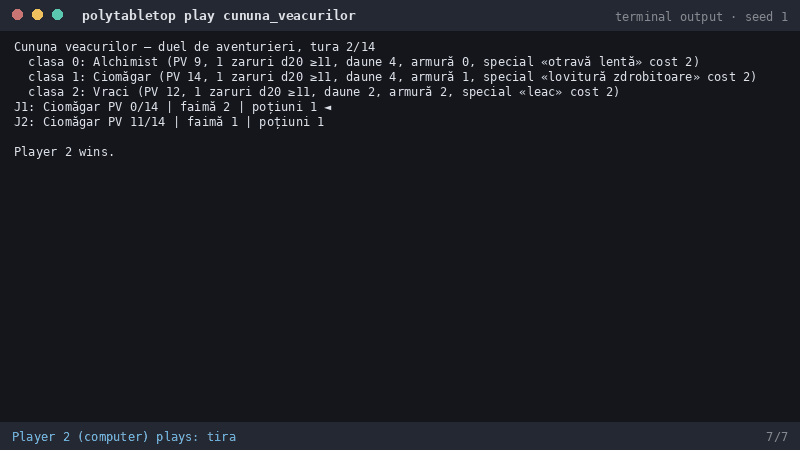 polytabletop play cununa_veacurilor
terminal output · seed 1
Cununa veacurilor — duel de aventurieri, tura 2/14
clasa 0: Alchimist (PV 9, 1 zaruri d20 ≥11, daune 4, armură 0, special «otravă lentă» cost 2)
clasa 1: Ciomăgar (PV 14, 1 zaruri d20 ≥11, daune 4, armură 1, special «lovitură zdrobitoare» cost 2)
clasa 2: Vraci (PV 12, 1 zaruri d20 ≥11, daune 2, armură 2, special «leac» cost 2)
J1: Ciomăgar PV 0/14 | faimă 2 | poțiuni 1 ◄
J2: Ciomăgar PV 11/14 | faimă 1 | poțiuni 1
Player 2 wins.
Player 2 (computer) plays: tira
7/7